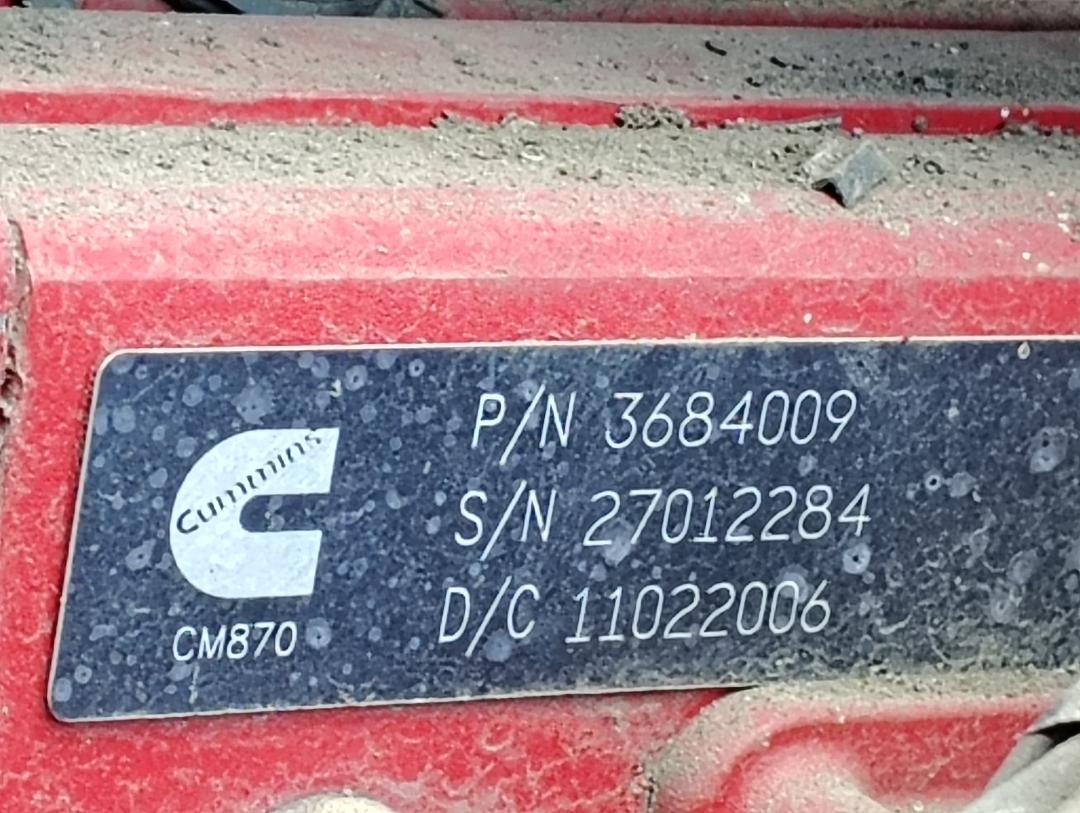 Cummins
CM870
P/N 3684009
S/N 27012284
D/C 11022006